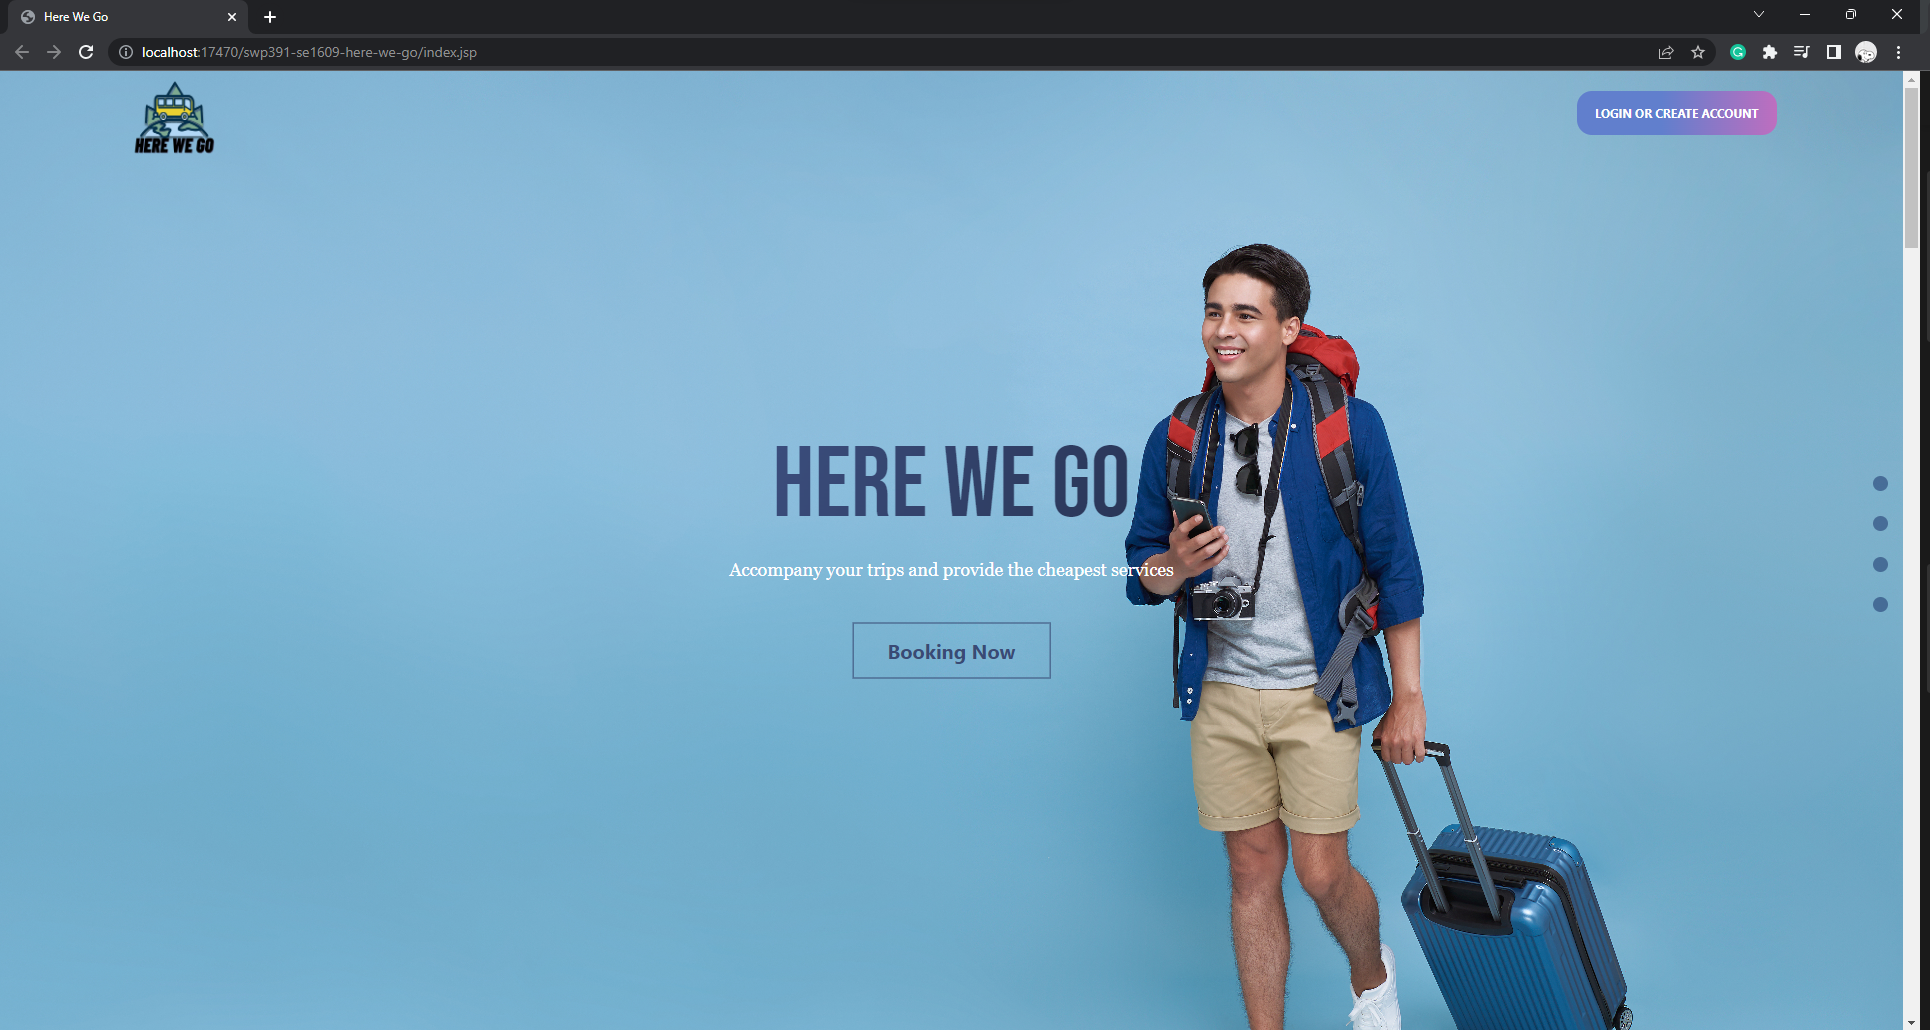 Here We Go
localhost:17470/swp391-se1609-here-we-go/index.jsp
HERE WE GO
LOGIN OR CREATE ACCOUNT
HERE WE GO
Accompany your trips and provide the cheapest services
Booking Now